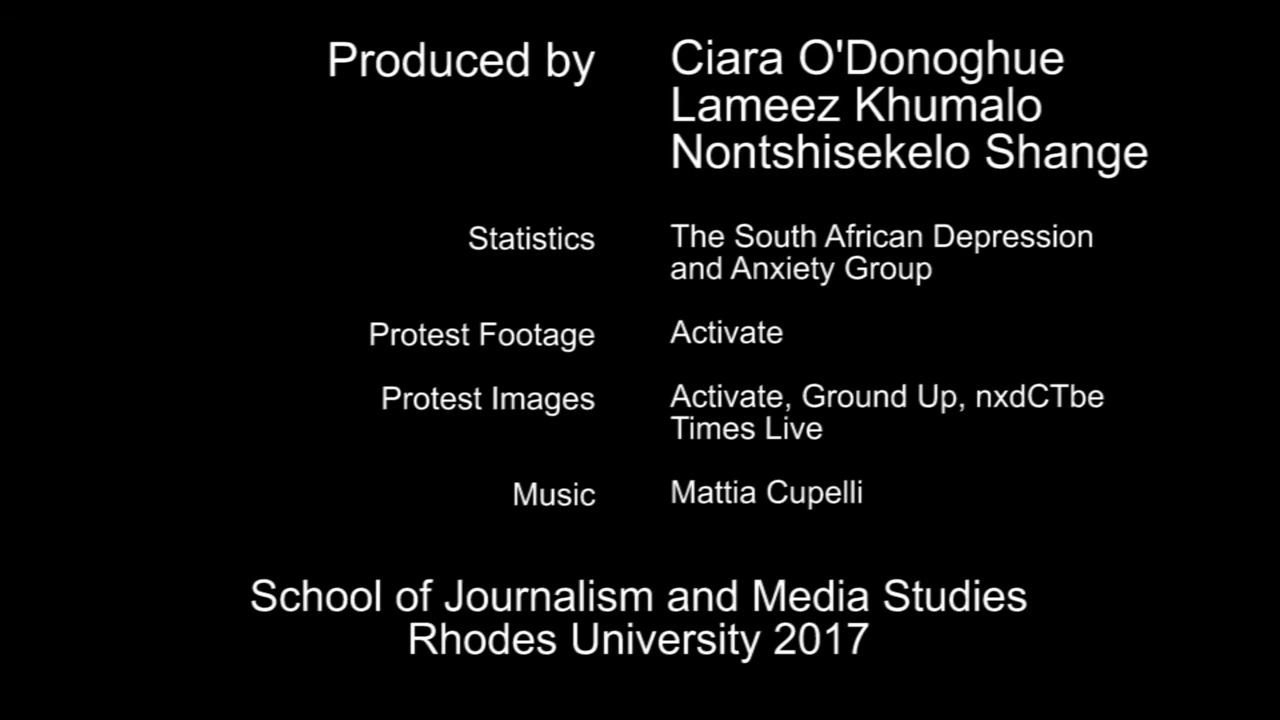 Produced by Ciara O'Donoghue
Lameez Khumalo
Nontshisekelo Shange
Statistics The South African Depression
and Anxiety Group
Protest Footage Activate
Protest Images Activate, Ground Up, nxdCTbe
Times Live
Music Mattia Cupelli
School of Journalism and Media Studies
Rhodes University 2017